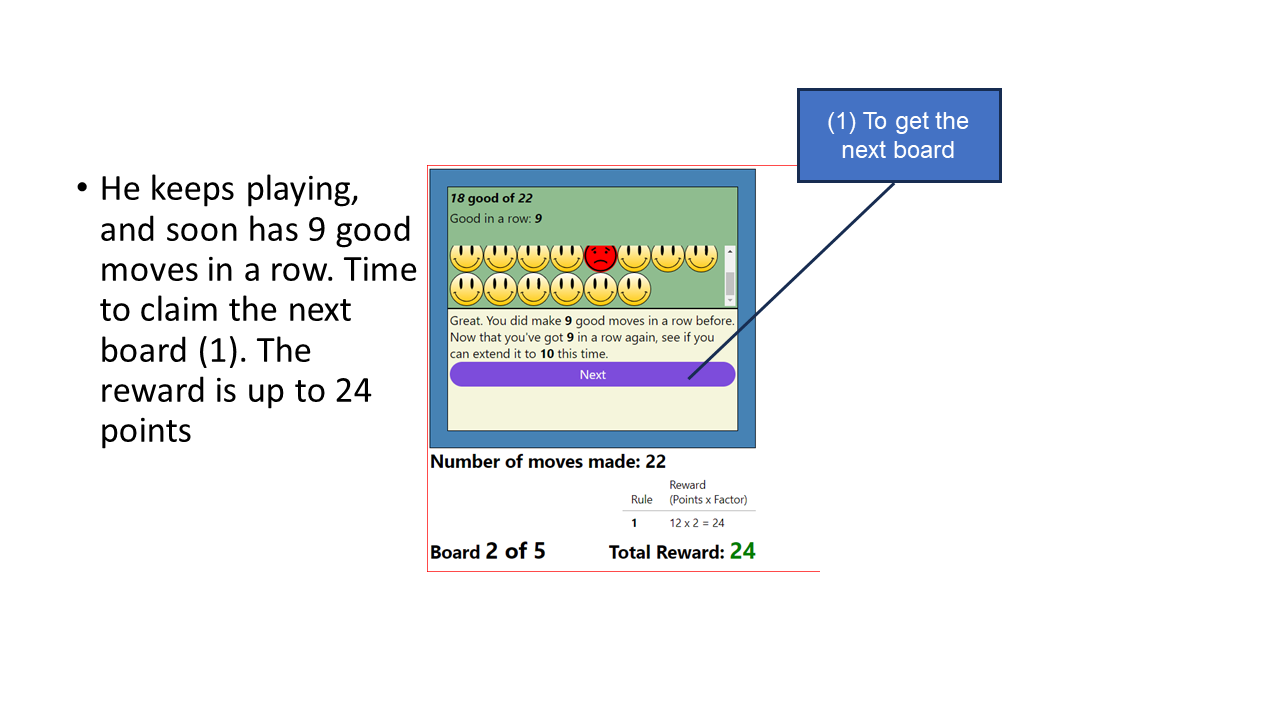 • He keeps playing,
and soon has 9 good
moves in a row. Time
to claim the next
board (1). The
reward is up to 24
points
(1) To get the
next board
18 good of 22
Good in a row: 9
Great. You did make 9 good moves in a row before.
Now that you've got 9 in a row again, see if you
can extend it to 10 this time.
Next
Number of moves made: 22
Reward
Rule (Points x Factor)
1 12 x 2 = 24
Board 2 of 5 Total Reward: 24